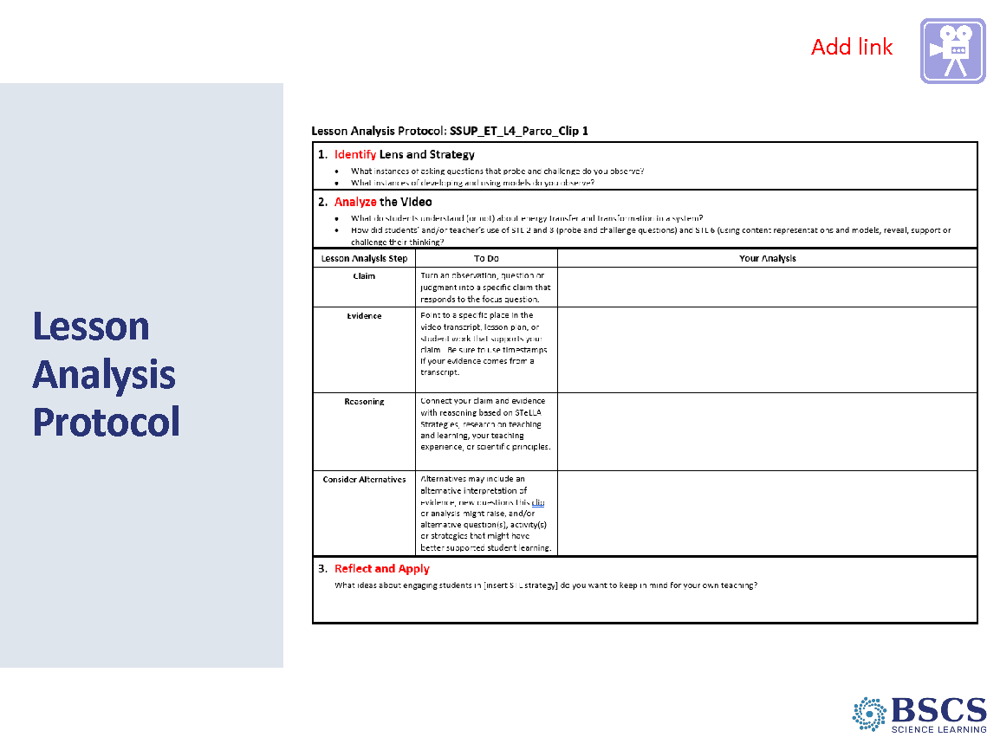 Add link
Lesson
Analysis
Protocol
Lesson Analysis Protocol: SSUP_ET_L4_Parco_Clip 1
1. Identify Lens and Strategy
• What instances of asking questions that probe and challenge do you observe?
• What instances of developing and using models do you observe?
2. Analyze the Video
• What do students understand (or not) about energy transfer and transformation in a system?
• How did students' and/or teacher's use of STL 2 and 3 (probe and challenge questions) and STL 6 (using content representations and models, reveal, support or
challenge their thinking?
Lesson Analysis Step To Do Your Analysis
Claim
Turn an observation, question or
judgment into a specific claim that
responds to the focus question.
Evidence
Point to a specific place in the
video transcript, lesson plan, or
student work that supports your
claim. Be sure to use timestamps
if your evidence comes from a
transcript.
Reasoning
Connect your claim and evidence
with reasoning based on STeLLA
Strategies, research on teaching
and learning, your teaching
experience, or scientific principles.
Consider Alternatives
Alternatives may include an
alternative interpretation of
evidence, new questions this clip
or analysis might raise, and/or
alternative question(s), activity(s)
or strategies that might have
better supported student learning.
3. Reflect and Apply
What ideas about engaging students in [insert STL strategy] do you want to keep in mind for your own teaching?
BSCS
SCIENCE LEARNING